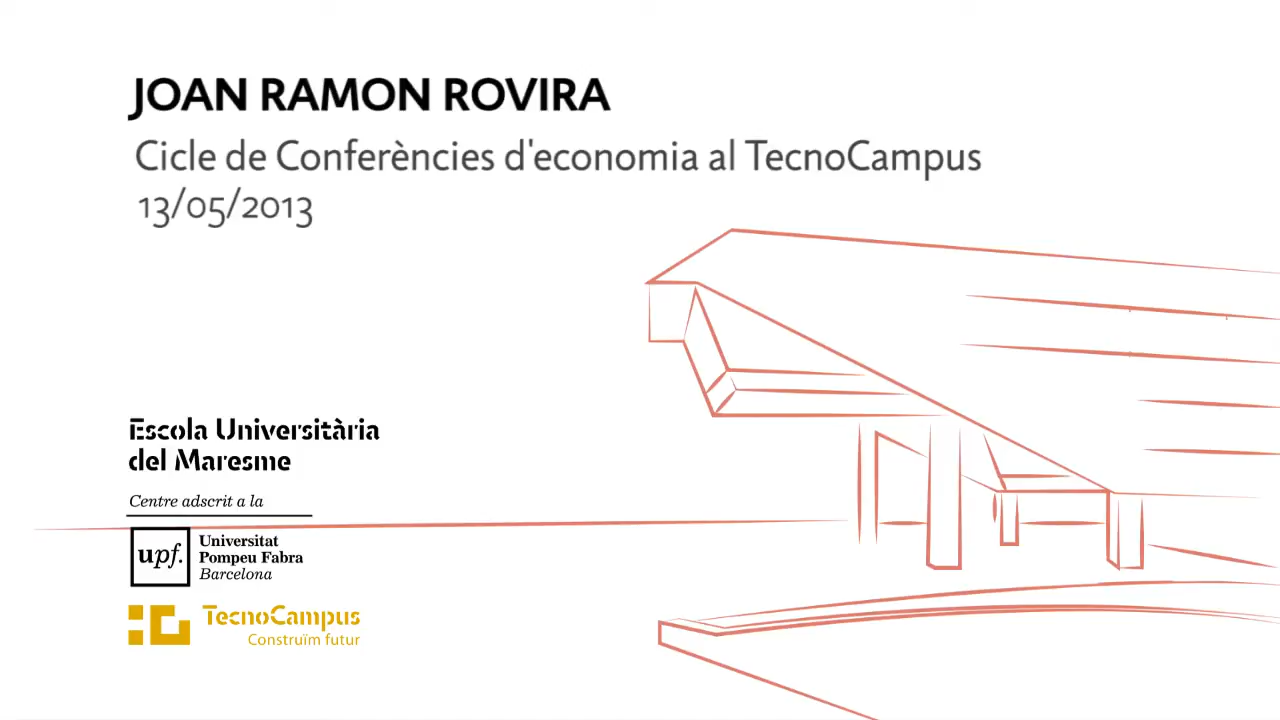 JOAN RAMON ROVIRA
Cicle de Conferències d'economia al TecnoCampus
13/05/2013
Escola Universitària
del Maresme
Centre adscrit a la
upf.
Universitat
Pompeu Fabra
Barcelona
TecnoCampus
Construïm futur